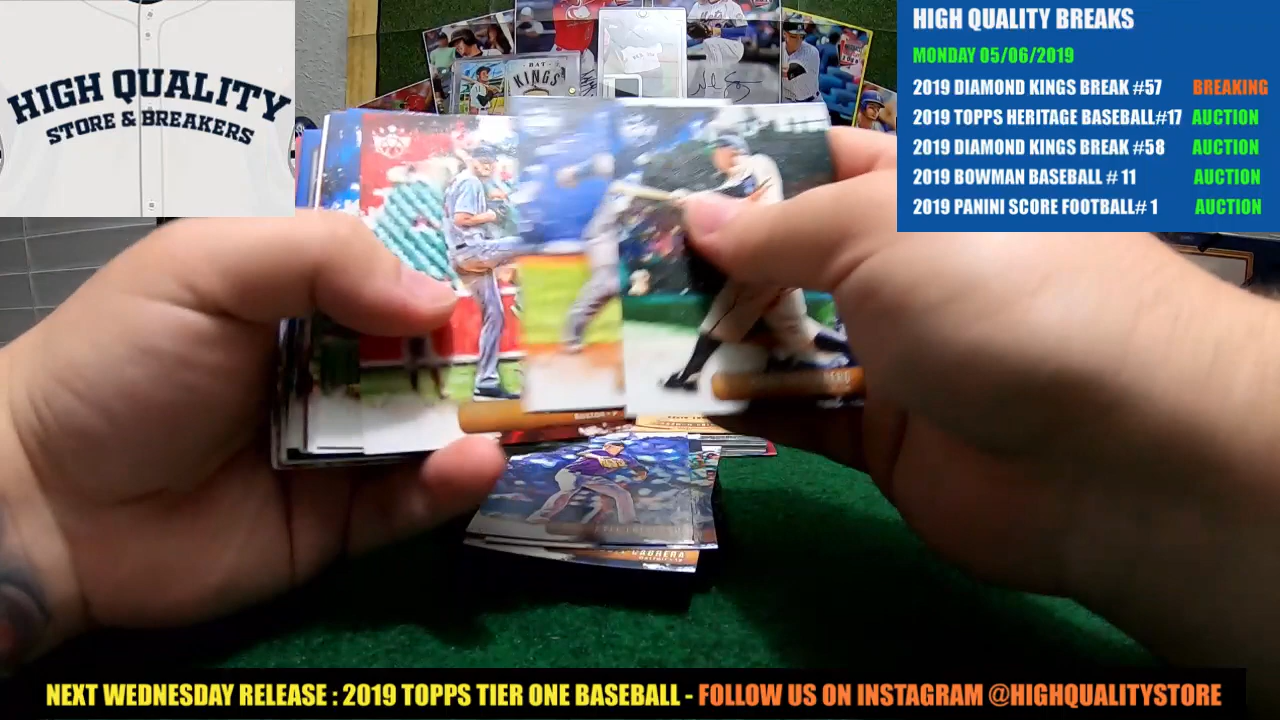 HIGH QUALITY
STORE & BREAKERS
BAT
KINGS
HIGH QUALITY BREAKS
MONDAY 05/06/2019
2019 DIAMOND KINGS BREAK #57 BREAKING
2019 TOPPS HERITAGE BASEBALL#17 AUCTION
2019 DIAMOND KINGS BREAK #58 AUCTION
2019 BOWMAN BASEBALL # 11 AUCTION
2019 PANINI SCORE FOOTBALL# 1 AUCTION
CABRERA
NEXT WEDNESDAY RELEASE : 2019 TOPPS TIER ONE BASEBALL - FOLLOW US ON INSTAGRAM @HIGHQUALITYSTORE